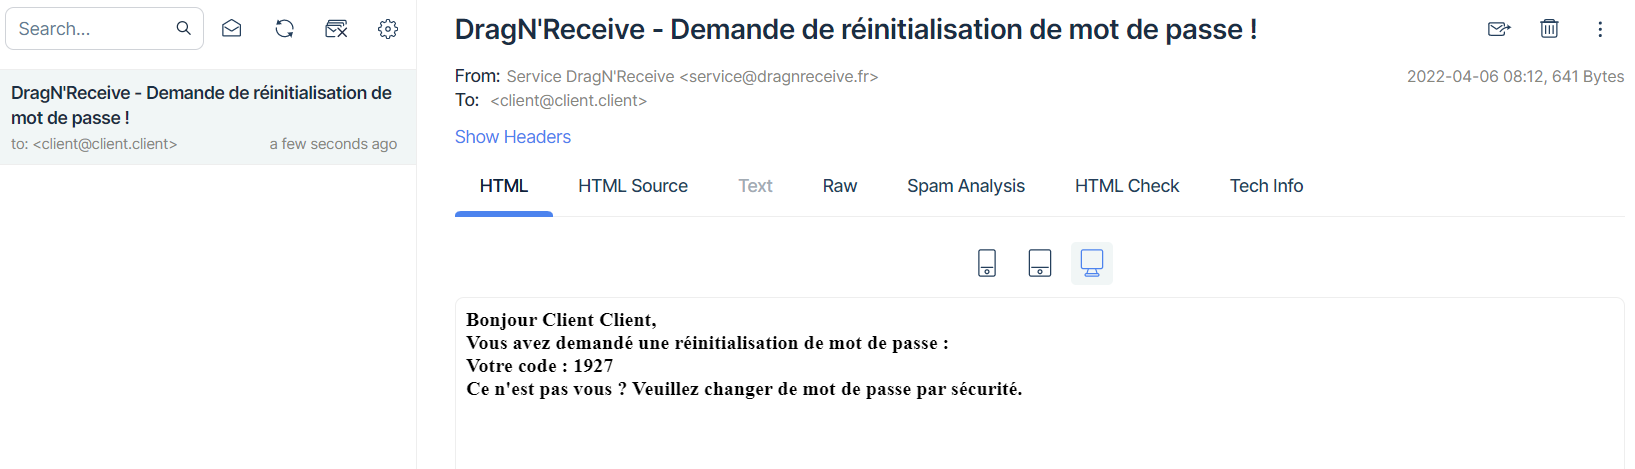 Search...
DragN'Receive - Demande de réinitialisation de
mot de passe !
to: <client@client.client>
a few seconds ago
DragN'Receive - Demande de réinitialisation de mot de passe !
From: Service DragN'Receive <service@dragnreceive.fr>
2022-04-06 08:12, 641 Bytes
To: <client@client.client>
Show Headers
HTML
HTML Source
Text
Raw
Spam Analysis
HTML Check
Tech Info
Bonjour Client Client,
Vous avez demandé une réinitialisation de mot de passe :
Votre code : 1927
Ce n'est pas vous ? Veuillez changer de mot de passe par sécurité.